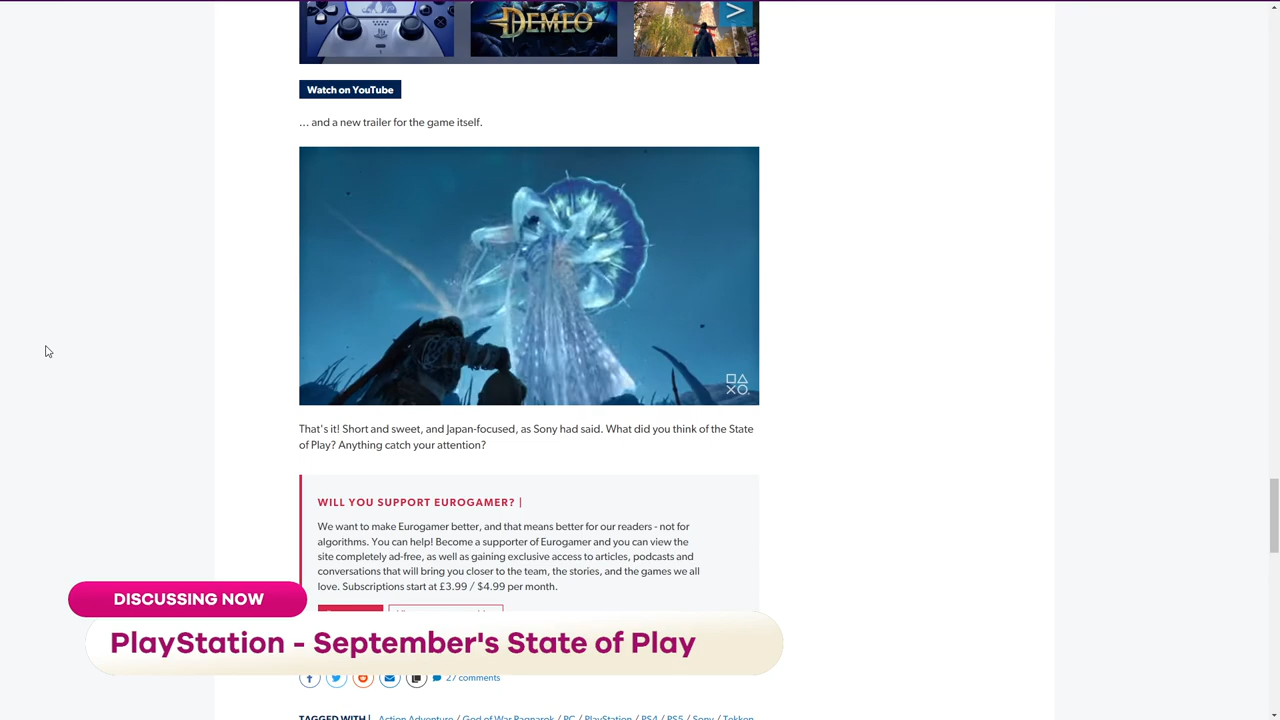 DEMEO
>
Watch on YouTube
... and a new trailer for the game itself.
That's it! Short and sweet, and Japan-focused, as Sony had said. What did you think of the State
of Play? Anything catch your attention?
WILL YOU SUPPORT EUROGAMER? |
We want to make Eurogamer better, and that means better for our readers - not for
algorithms. You can help! Become a supporter of Eurogamer and you can view the
site completely ad-free, as well as gaining exclusive access to articles, podcasts and
conversations that will bring you closer to the team, the stories, and the games we all
love. Subscriptions start at £3.99 / $4.99 per month.
DISCUSSING NOW
PlayStation - September's State of Play
27 comments
TAGGED WITH | Action Adventure / God of War Ragnarok / PC / PlayStation / PS4 / PS5 / Sony / Tekken